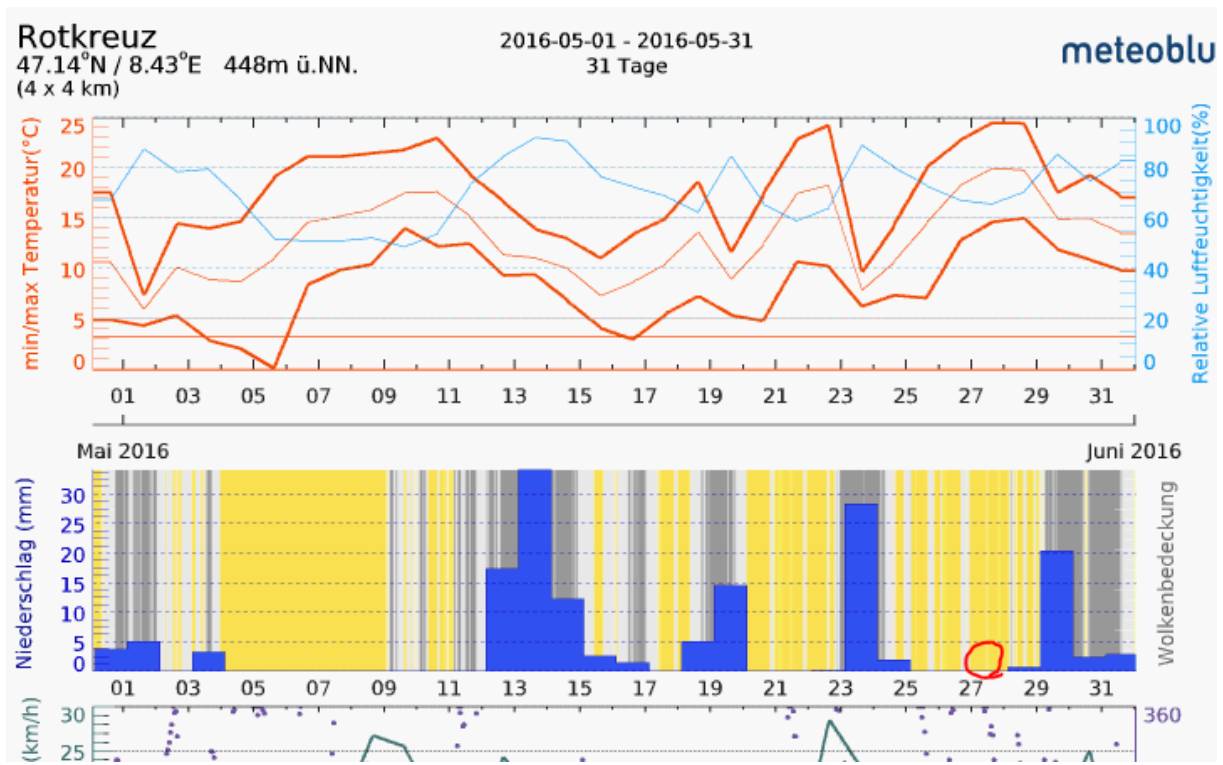 Rotkreuz
47.14°N / 8.43°E 448m ü.NN.
(4 x 4 km)
2016-05-01 - 2016-05-31
31 Tage
meteoblu
min/max Temperatur(°C)
25
20
15
10
5
0
Relative Luftfeuchtigkeit(%)
100
80
60
40
20
0
01 03 05 07 09 11 13 15 17 19 21 23 25 27 29 31
Mai 2016 Juni 2016
Niederschlag (mm)
30
25
20
15
10
5
0
Wolkenbedeckung
01 03 05 07 09 11 13 15 17 19 21 23 25 27 29 31
(km/h)
30
25
360